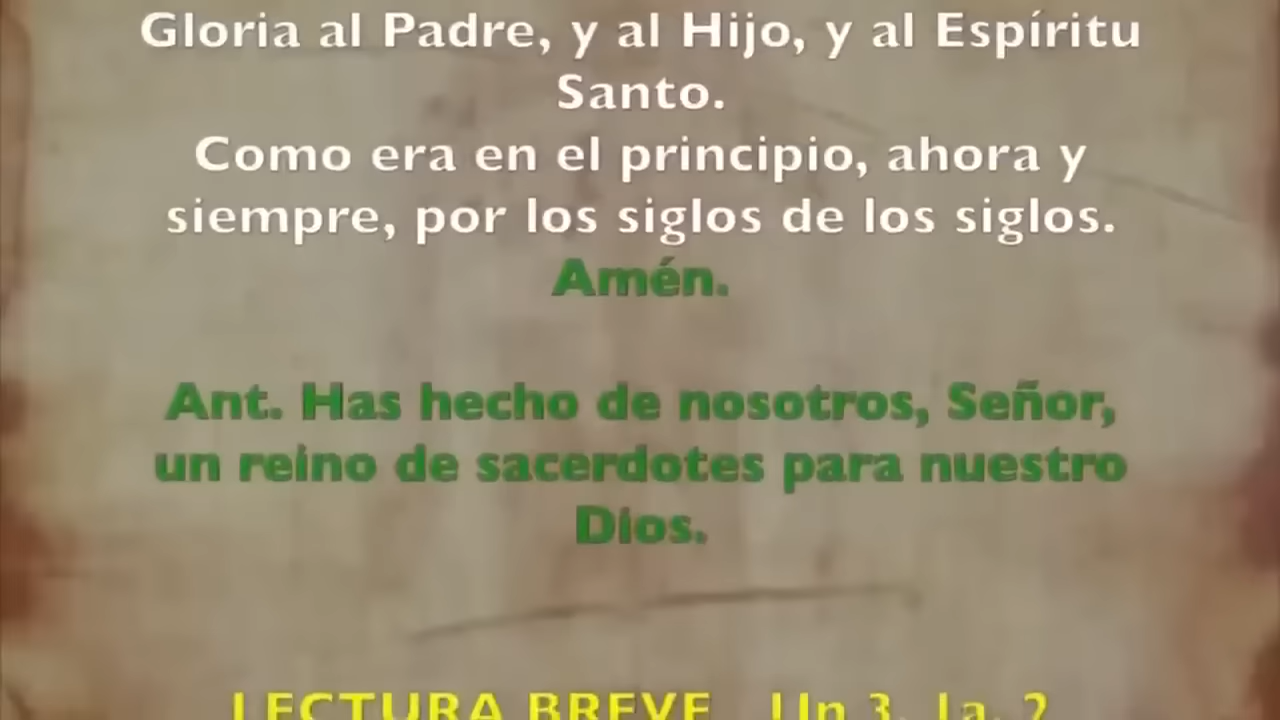 Gloria al Padre, y al Hijo, y al Espíritu
Santo.
Como era en el principio, ahora y
siempre, por los siglos de los siglos.
Amén.
Ant. Has hecho de nosotros, Señor,
un reino de sacerdotes para nuestro
Dios.
LECTURA BREVE 3, 1a. 2